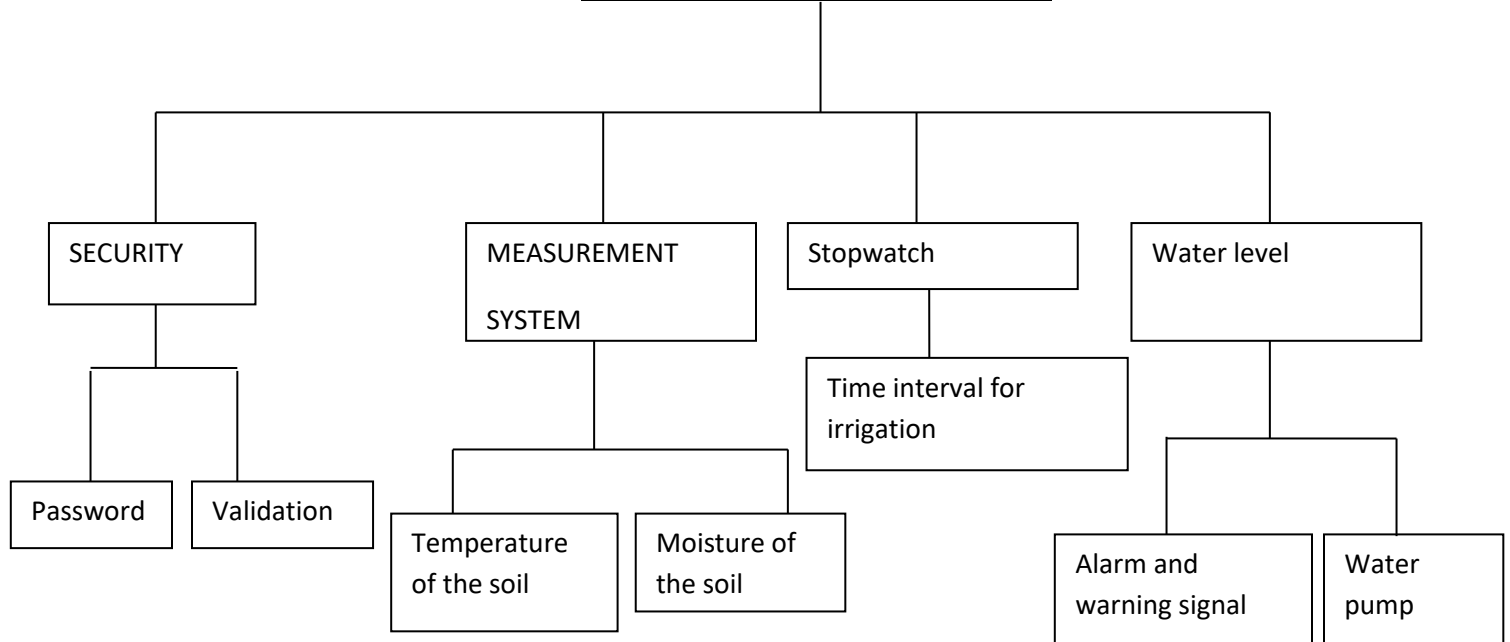 SECURITY
MEASUREMENT
SYSTEM
Stopwatch
Water level
Time interval for
irrigation
Password
Validation
Temperature
of the soil
Moisture of
the soil
Alarm and
warning signal
Water
pump